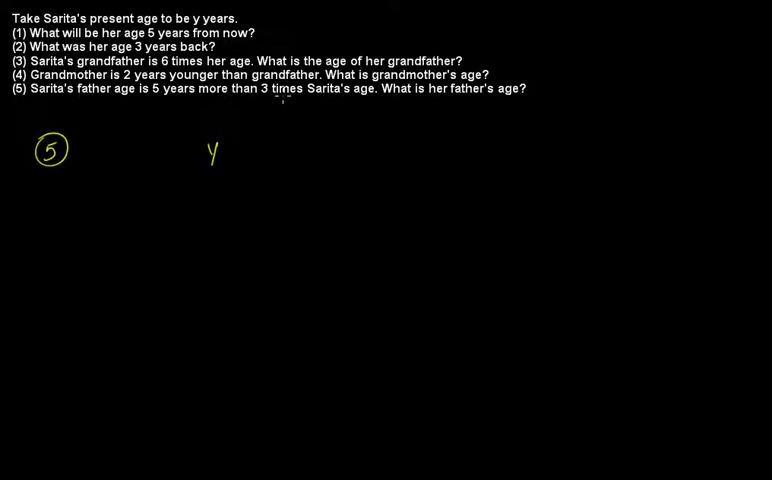 Take Sarita's present age to be y years.
(1) What will be her age 5 years from now?
(2) What was her age 3 years back?
(3) Sarita's grandfather is 6 times her age. What is the age of her grandfather?
(4) Grandmother is 2 years younger than grandfather. What is grandmother's age?
(5) Sarita's father age is 5 years more than 3 times Sarita's age. What is her father's age?
5 y